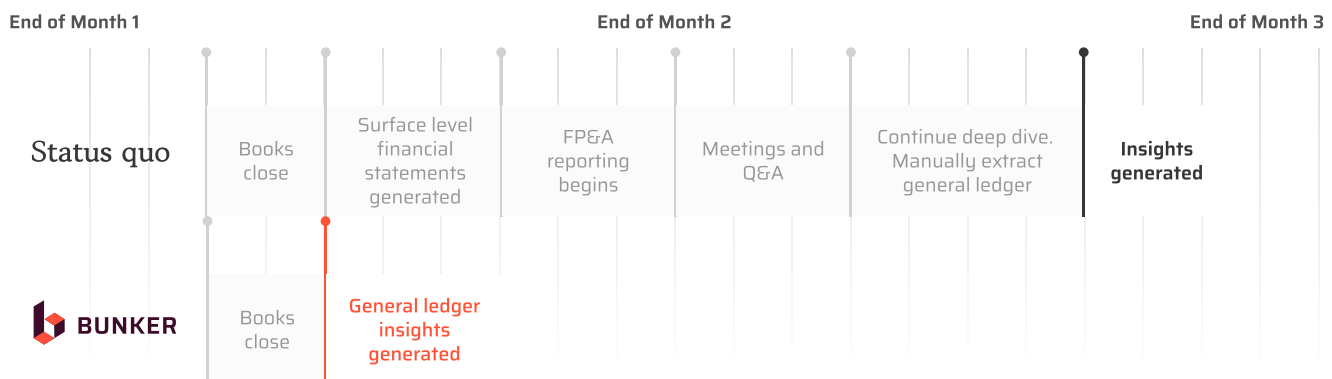 End of Month 1
End of Month 2
End of Month 3
Status quo
Books
close
Surface level
financial
statements
generated
FP&A
reporting
begins
Meetings and
Q&A
Continue deep dive.
Manually extract
general ledger
Insights
generated
BUNKER
Books
close
General ledger
insights
generated